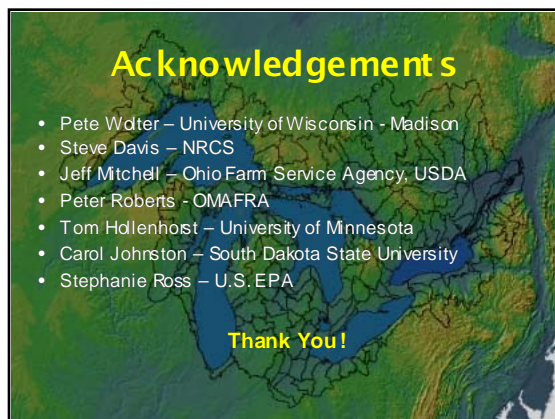 Acknowledgements
• Pete Wolter – University of Wisconsin - Madison
• Steve Davis – NRCS
• Jeff Mitchell – Ohio Farm Service Agency, USDA
• Peter Roberts - OMAFRA
• Tom Hollenhorst – University of Minnesota
• Carol Johnston – South Dakota State University
• Stephanie Ross – U.S. EPA
Thank You!